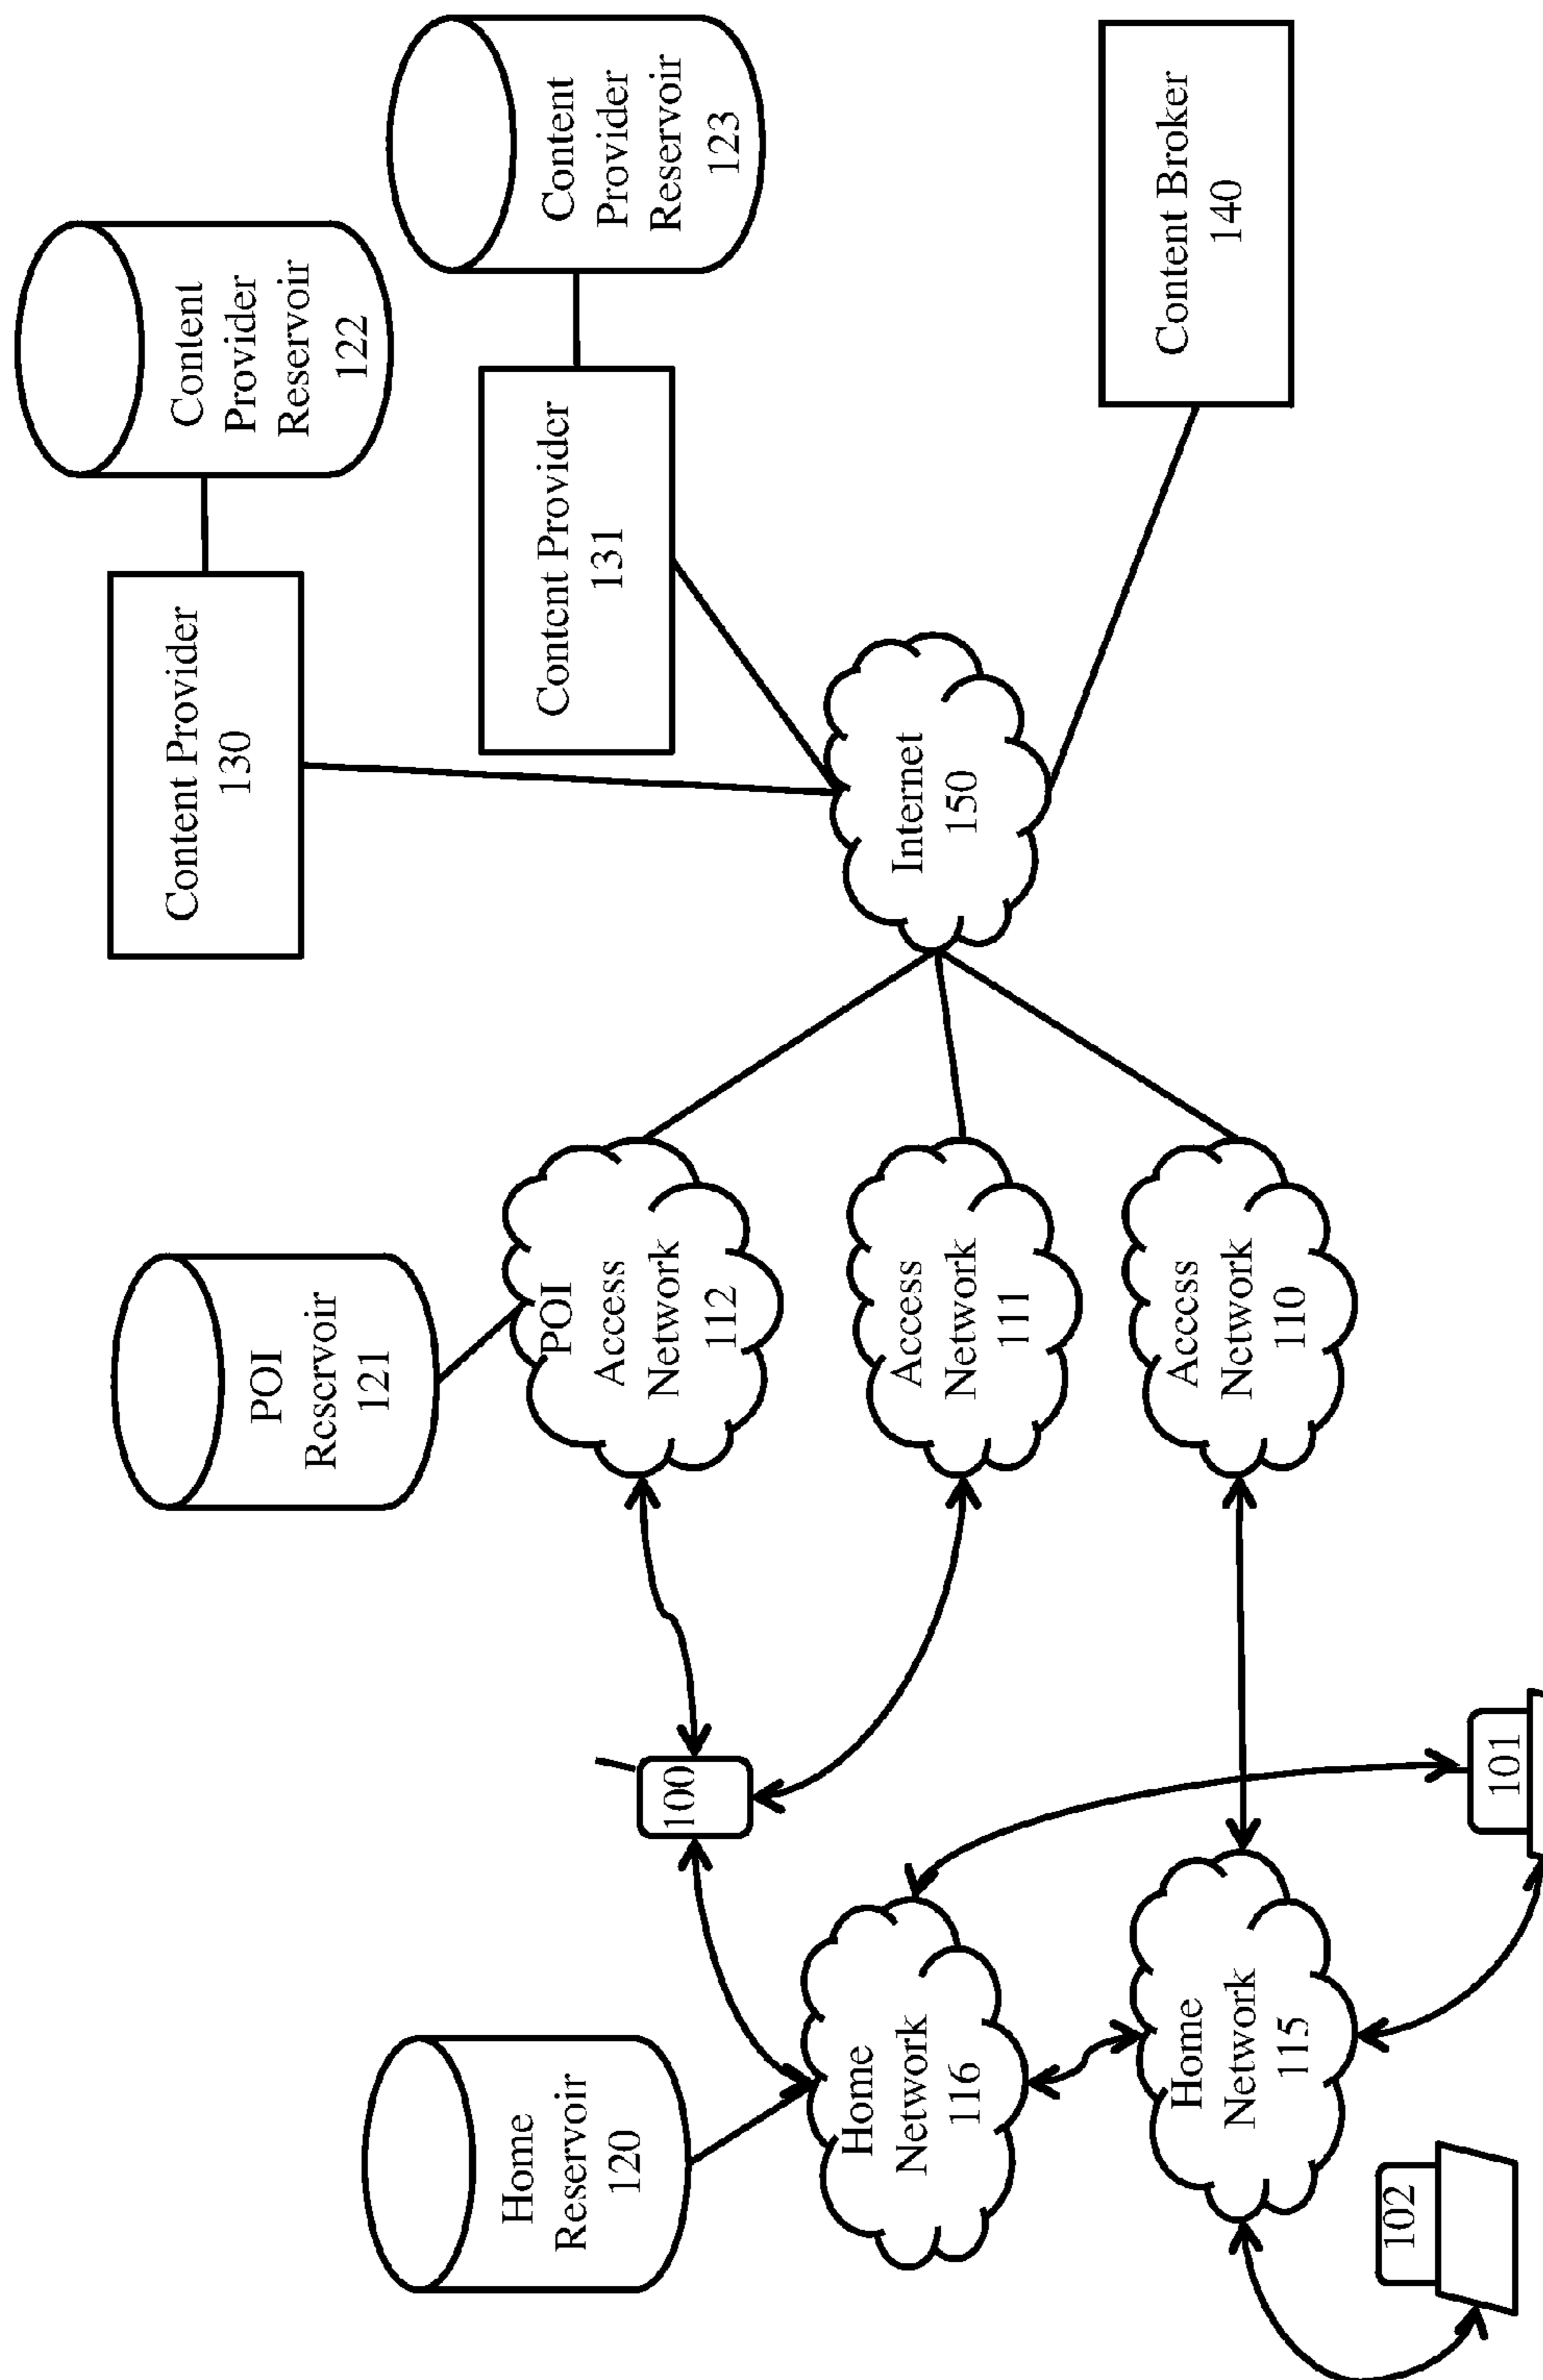 Content
Provider
Reservoir
122
Content
Provider
Reservoir
123
Content Provider
130
Content Provider
131
Content Broker
140
Internet
150
POI
Reservoir
121
POI
Access
Network
112
Access
Network
111
Access
Network
110
100
101
102
Home
Reservoir
120
Home
Network
116
Home
Network
115